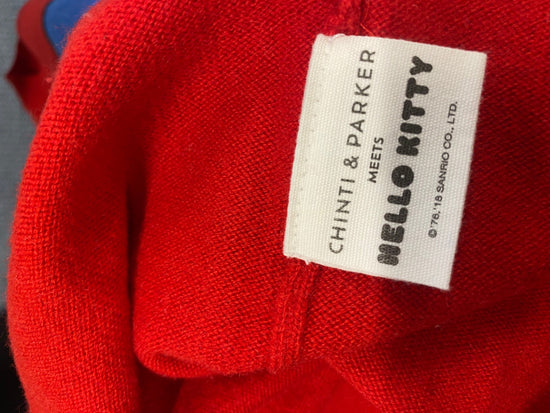 CHINTI & PARKER
MEETS
HELLO KITTY
©'76,'18 SANRIO CO., LTD.